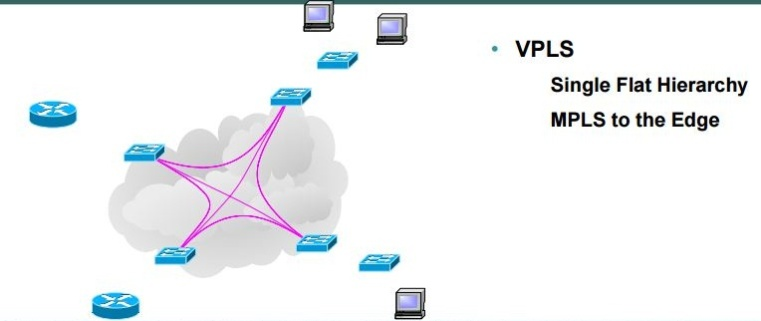 • VPLS
Single Flat Hierarchy
MPLS to the Edge